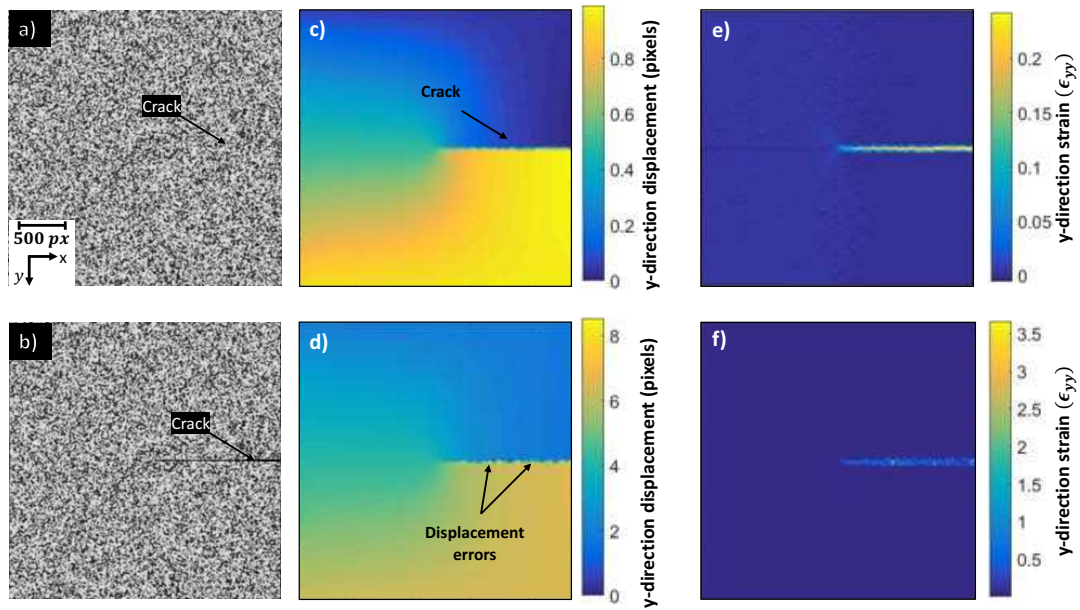 a)
Crack
500 px
x
y
c)
Crack
0.8
0.6
0.4
0.2
0
y-direction displacement (pixels)
e)
0.2
0.15
0.1
0.05
0
y-direction strain (ϵyy)
b)
Crack
d)
Displacement
errors
8
6
4
2
0
y-direction displacement (pixels)
f)
3.5
3
2.5
2
1.5
1
0.5
y-direction strain (ϵyy)